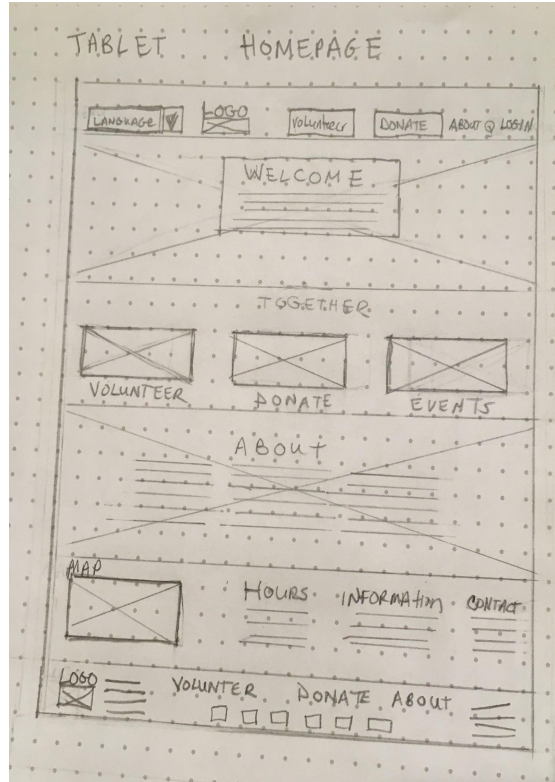 TABLET HOMEPAGE
LANGUAGE LOGO Volunteer DONATE ABOUT Q LOGIN
WELCOME
TOGETHER
VOLUNTEER DONATE EVENTS
ABOUT
MAP
HOURS INFORMATION CONTACT
LOGO VOLUNTER DONATE ABOUT